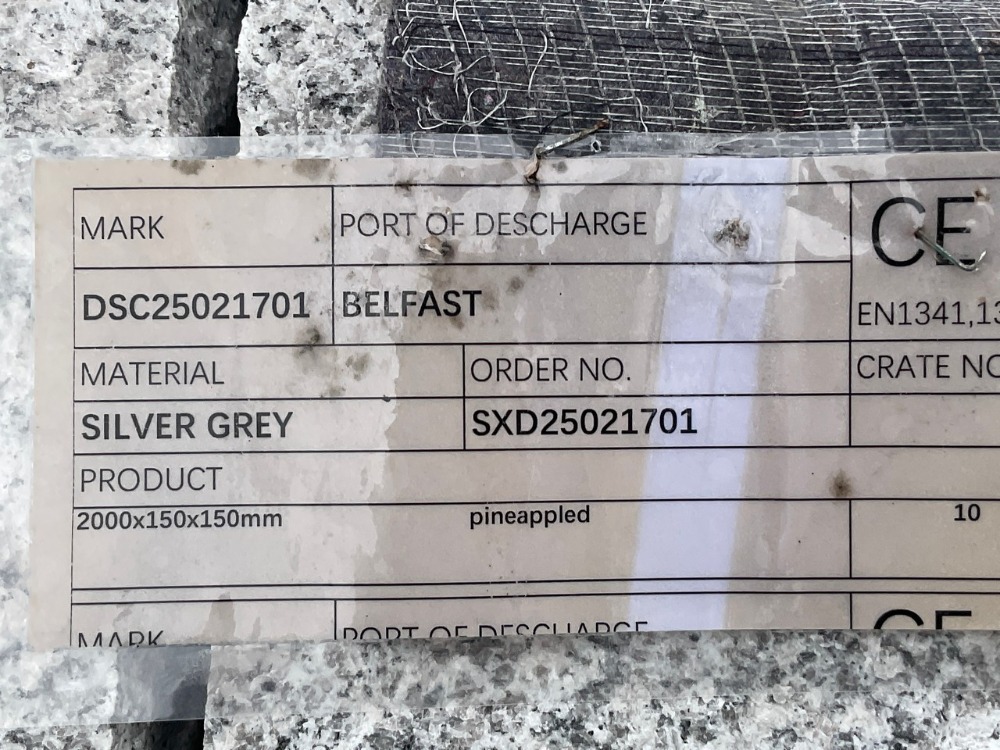 MARK PORT OF DESCHARGE CE
DSC25021701 BELFAST EN1341,13
MATERIAL ORDER NO. CRATE NO
SILVER GREY SXD25021701
PRODUCT
2000x150x150mm pineappled 10
MARK PORT OF DESCHARGE CE